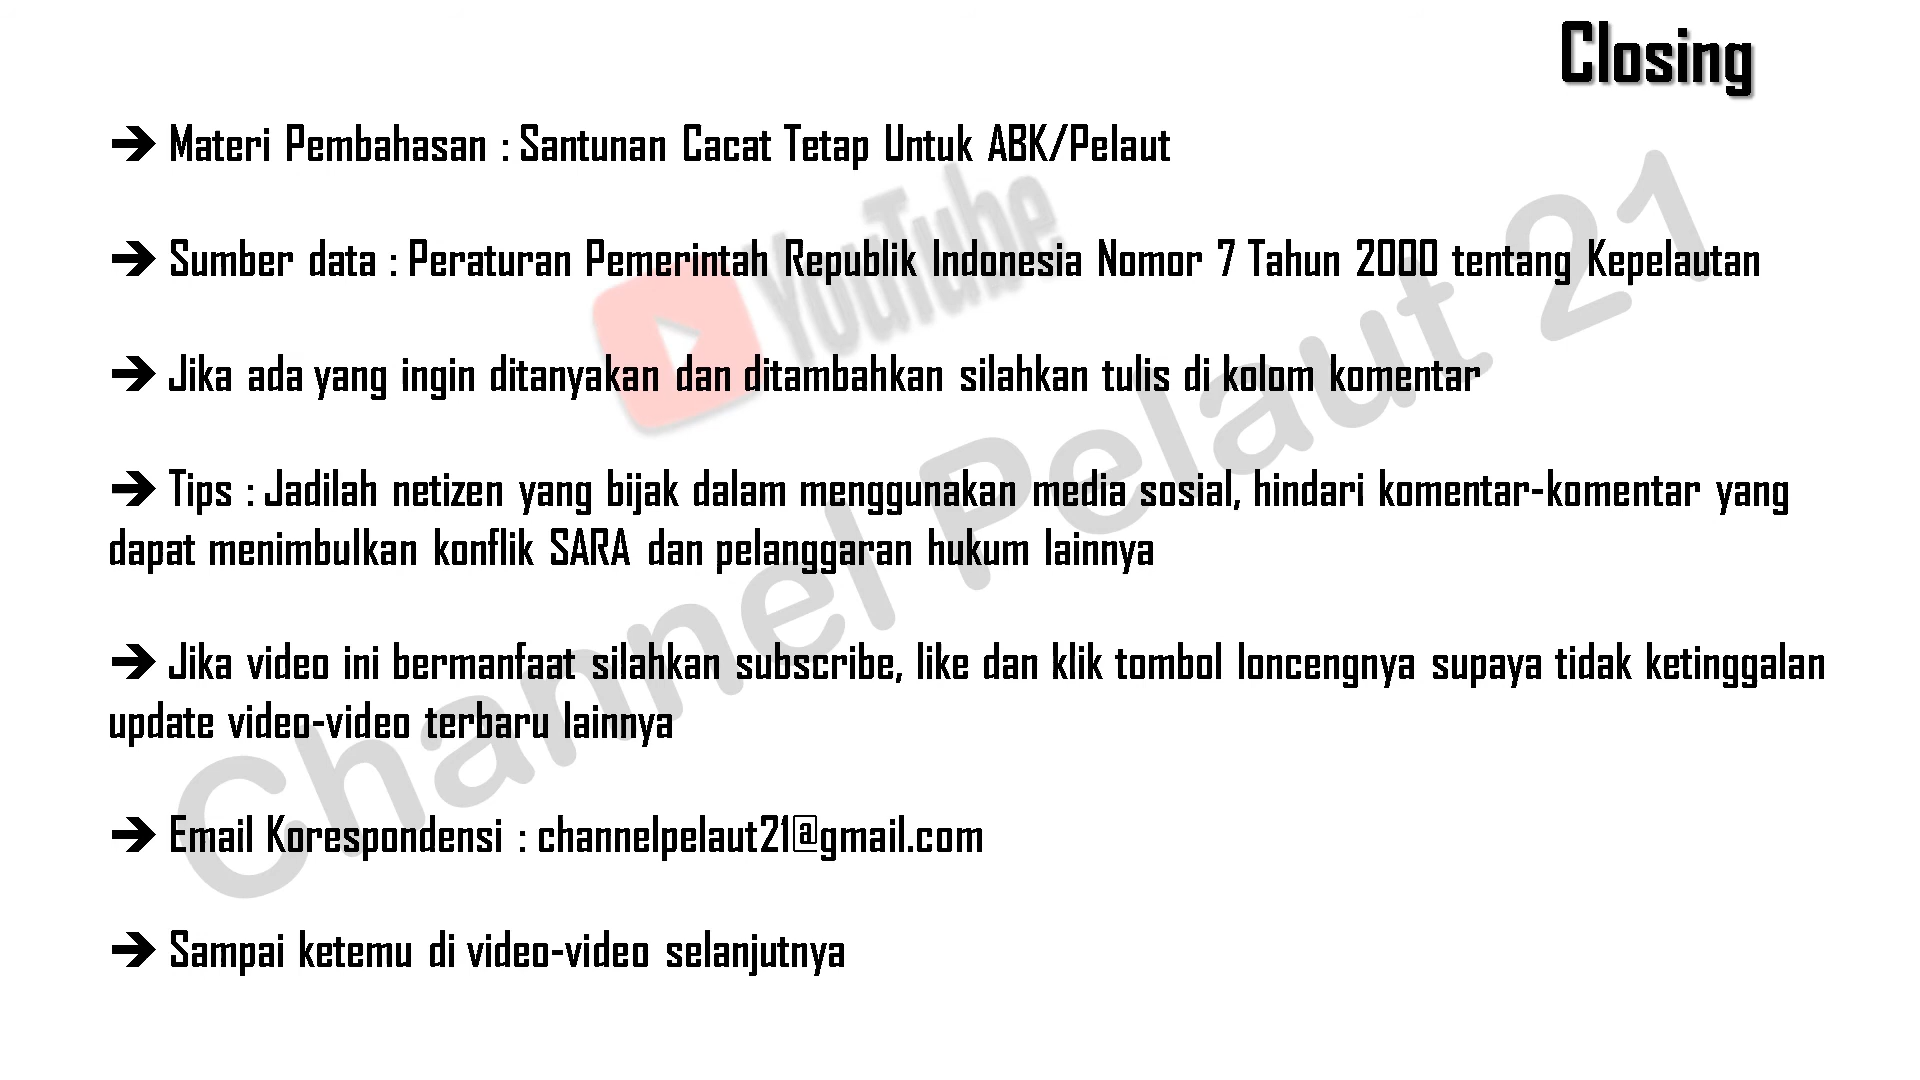 Closing
➔ Materi Pembahasan : Santunan Cacat Tetap Untuk ABK/Pelaut
➔ Sumber data : Peraturan Pemerintah Republik Indonesia Nomor 7 Tahun 2000 tentang Kepelautan
➔ Jika ada yang ingin ditanyakan dan ditambahkan silahkan tulis di kolom komentar
➔ Tips : Jadilah netizen yang bijak dalam menggunakan media sosial, hindari komentar-komentar yang
dapat menimbulkan konflik SARA dan pelanggaran hukum lainnya
➔ Jika video ini bermanfaat silahkan subscribe, like dan klik tombol loncengnya supaya tidak ketinggalan
update video-video terbaru lainnya
➔ Email Korespondensi : channelpelaut21@gmail.com
➔ Sampai ketemu di video-video selanjutnya
YouTube
Channel Pelaut 21